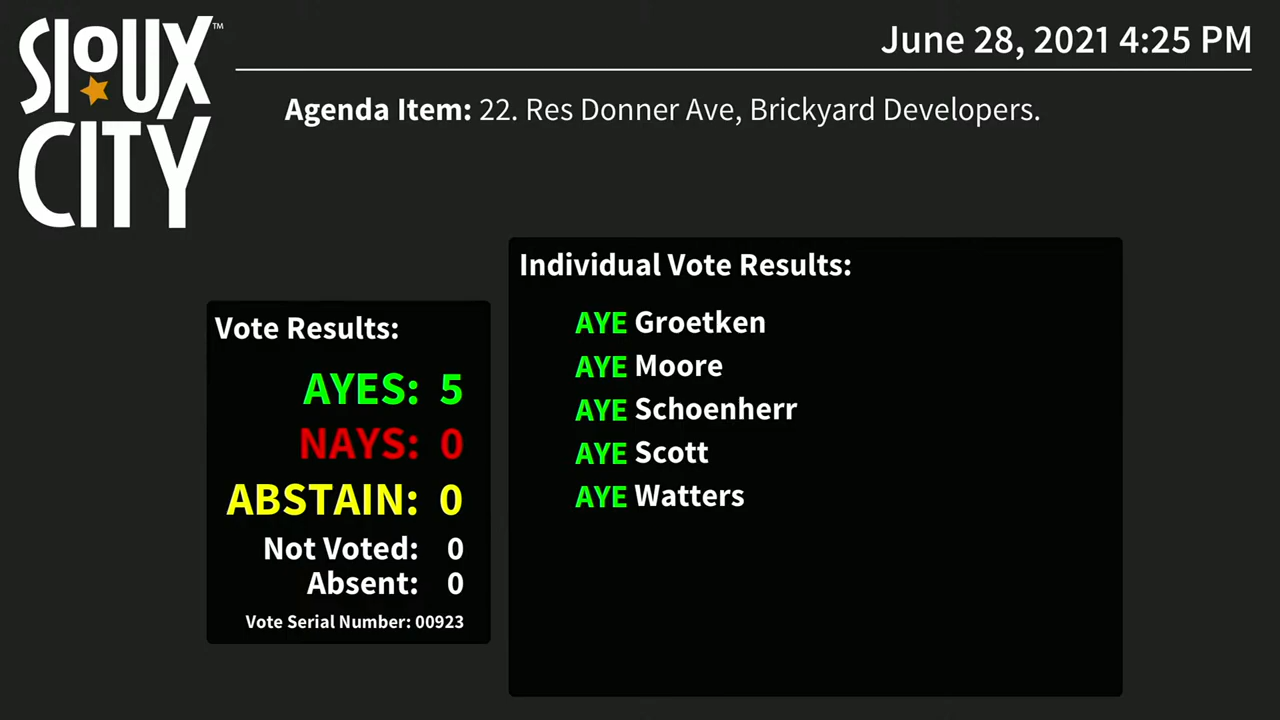 SIOUX
CITY™
June 28, 2021 4:25 PM
Agenda Item: 22. Res Donner Ave, Brickyard Developers.
Individual Vote Results:
AYE Groetken
AYE Moore
AYE Schoenherr
AYE Scott
AYE Watters
Vote Results:
AYES: 5
NAYS: 0
ABSTAIN: 0
Not Voted: 0
Absent: 0
Vote Serial Number: 00923